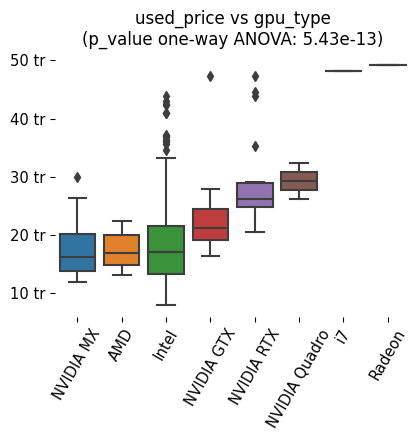 used_price vs gpu_type
(p_value one-way ANOVA: 5.43e-13)
50 tr
40 tr
30 tr
20 tr
10 tr
NVIDIA MX
AMD
Intel
NVIDIA GTX
NVIDIA RTX
NVIDIA Quadro
i7
Radeon